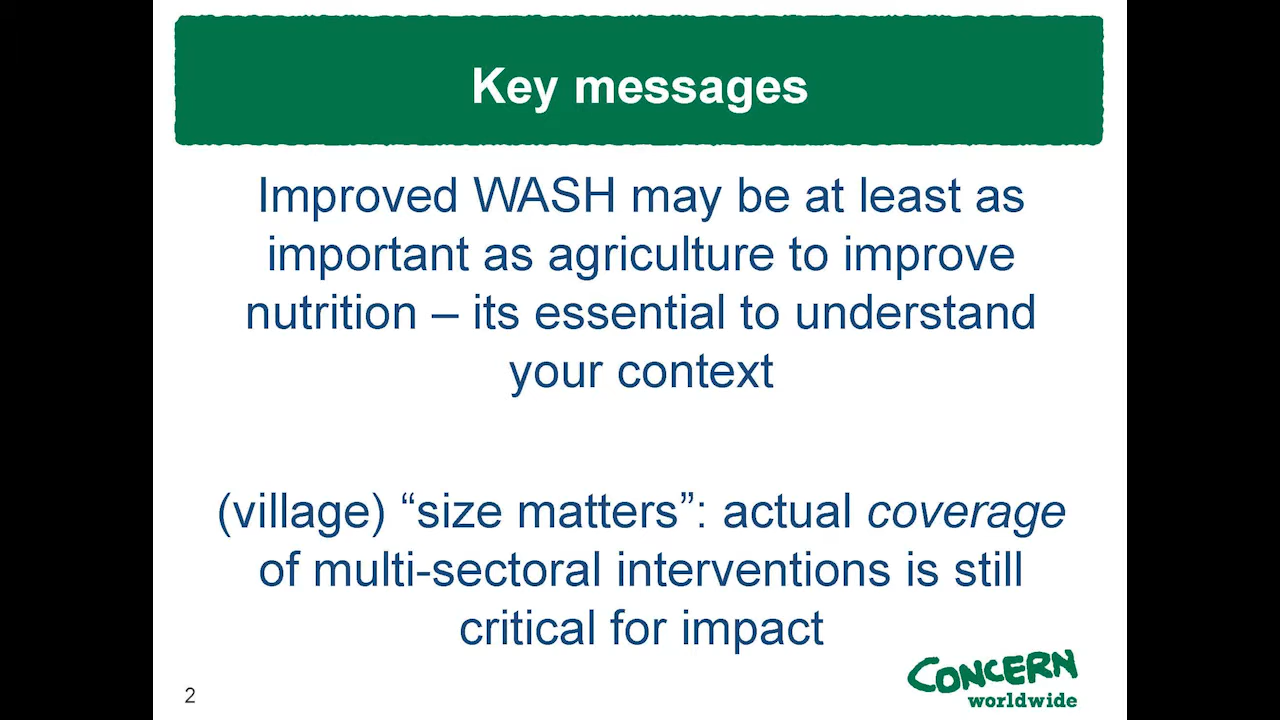 Key messages
Improved WASH may be at least as
important as agriculture to improve
nutrition – its essential to understand
your context
(village) “size matters”: actual coverage
of multi-sectoral interventions is still
critical for impact
CONCERN
worldwide
2